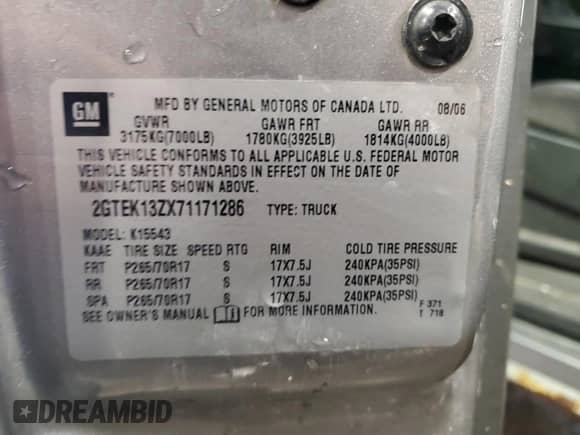 GM
MFD BY GENERAL MOTORS OF CANADA LTD. 08/06
GVWR GAWR FRT GAWR RR
3175KG(7000LB) 1780KG(3925LB) 1814KG(4000LB)
THIS VEHICLE CONFORMS TO ALL APPLICABLE U.S. FEDERAL MOTOR
VEHICLE SAFETY STANDARDS IN EFFECT ON THE DATE OF
MANUFACTURE SHOWN ABOVE.
2GTEK13ZX71171286 TYPE: TRUCK
MODEL: K15543
KAAE TIRE SIZE SPEED RTG RIM COLD TIRE PRESSURE
FRT P265/70R17 S 17X7.5J 240KPA(35PSI)
RR P265/70R17 S 17X7.5J 240KPA(35PSI)
SPA P265/70R17 S 17X7.5J 240KPA(35PSI)
SEE OWNER'S MANUAL FOR MORE INFORMATION. F 371
T 718
DREAMBID